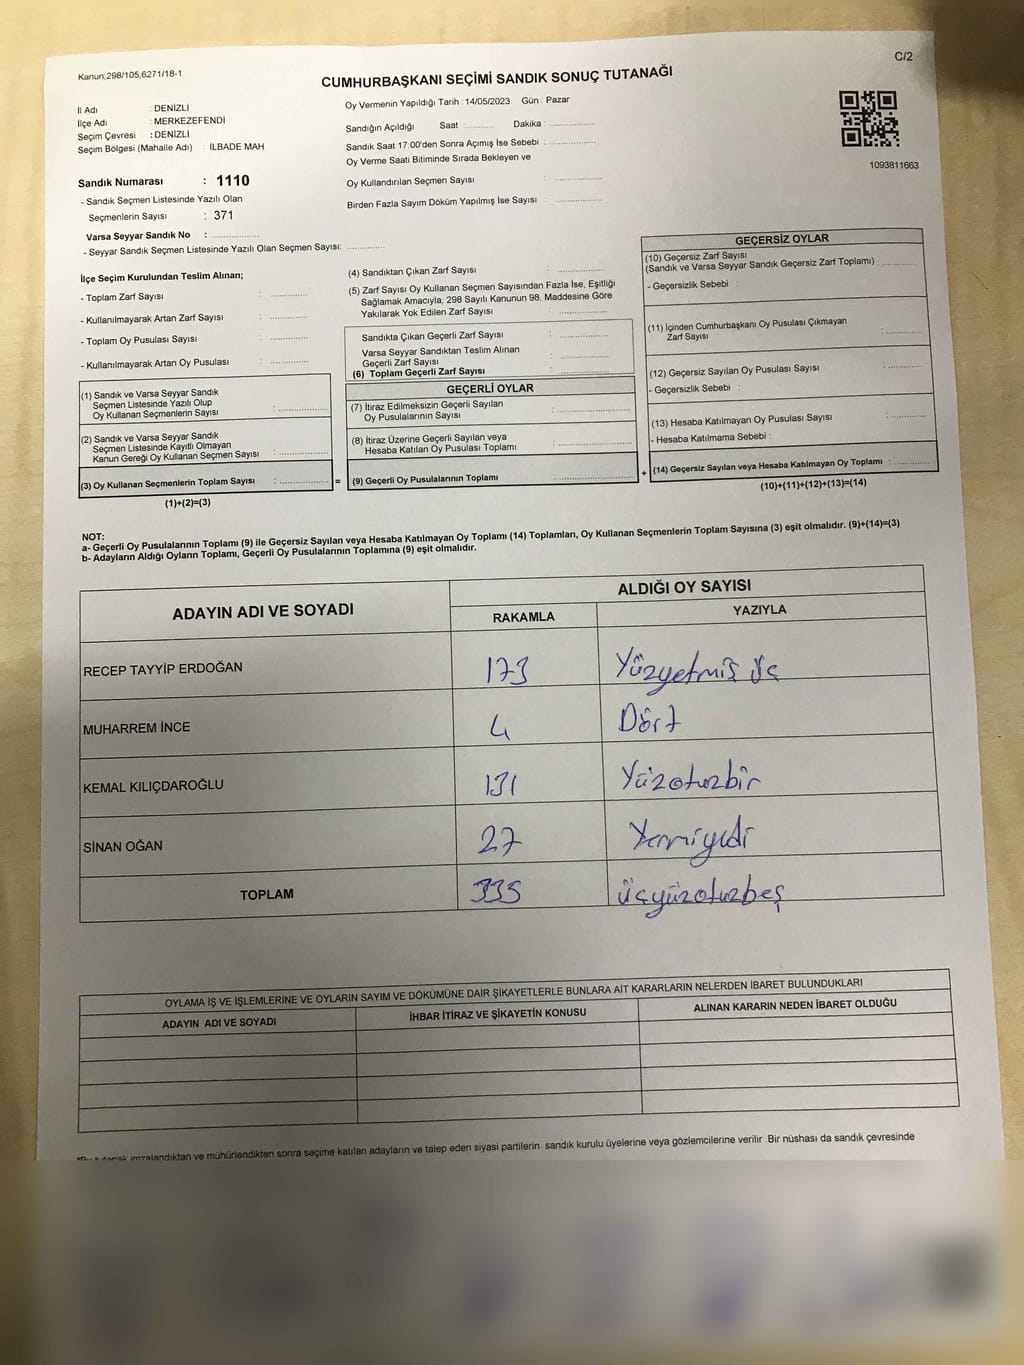 Kanun;298/105,6271/18-1
C/2
CUMHURBAŞKANI SEÇİMİ SANDIK SONUÇ TUTANAĞI
İl Adı : DENİZLİ
İlçe Adı : MERKEZEFENDİ
Seçim Çevresi : DENİZLİ
Seçim Bölgesi (Mahalle Adı) : İLBADE MAH
Oy Vermenin Yapıldığı Tarih : 14/05/2023 Gün : Pazar
Sandığın Açıldığı Saat :............ Dakika : ....................
Sandık Saat 17:00'den Sonra Açımış İse Sebebi : ....................
Oy Verme Saati Bitiminde Sırada Bekleyen ve
Oy Kullandırılan Seçmen Sayısı : ....................
Birden Fazla Sayım Döküm Yapılmış İse Sayısı : ....................
1093811663
Sandık Numarası : 1110
- Sandık Seçmen Listesinde Yazılı Olan
Seçmenlerin Sayısı : 371
Varsa Seyyar Sandık No : ....................
- Seyyar Sandık Seçmen Listesinde Yazılı Olan Seçmen Sayısı: ...............
İlçe Seçim Kurulundan Teslim Alınan;
- Toplam Zarf Sayısı : ...............
- Kullanılmayarak Artan Zarf Sayısı : ...............
- Toplam Oy Pusulası Sayısı : ...............
- Kullanılmayarak Artan Oy Pusulası : ...............
(1) Sandık ve Varsa Seyyar Sandık
Seçmen Listesinde Yazılı Olup
Oy Kullanan Seçmenlerin Sayısı : ....................
(2) Sandık ve Varsa Seyyar Sandık
Seçmen Listesinde Kayıtlı Olmayan
Kanun Gereği Oy Kullanan Seçmen Sayısı : ....................
(3) Oy Kullanan Seçmenlerin Toplam Sayısı : ....................
(1)+(2)=(3)
=
(4) Sandıktan Çıkan Zarf Sayısı : ....................
(5) Zarf Sayısı Oy Kullanan Seçmen Sayısından Fazla İse, Eşitliği
Sağlamak Amacıyla; 298 Sayılı Kanunun 98. Maddesine Göre
Yakılarak Yok Edilen Zarf Sayısı : ....................
Sandıkta Çıkan Geçerli Zarf Sayısı : ....................
Varsa Seyyar Sandıktan Teslim Alınan
Geçerli Zarf Sayısı : ....................
(6) Toplam Geçerli Zarf Sayısı : ....................
GEÇERLİ OYLAR
(7) İtiraz Edilmeksizin Geçerli Sayılan
Oy Pusulalarının Sayısı : ....................
(8) İtiraz Üzerine Geçerli Sayılan veya
Hesaba Katılan Oy Pusulası Toplamı : ....................
(9) Geçerli Oy Pusulalarının Toplamı : ....................
+
GEÇERSİZ OYLAR
(10) Geçersiz Zarf Sayısı
(Sandık ve Varsa Seyyar Sandık Geçersiz Zarf Toplamı) : ............
- Geçersizlik Sebebi :
(11) İçinden Cumhurbaşkanı Oy Pusulası Çıkmayan
Zarf Sayısı : ............
(12) Geçersiz Sayılan Oy Pusulası Sayısı : ............
- Geçersizlik Sebebi :
(13) Hesaba Katılmayan Oy Pusulası Sayısı : ............
- Hesaba Katılmama Sebebi :
(14) Geçersiz Sayılan veya Hesaba Katılmayan Oy Toplamı : ............
(10)+(11)+(12)+(13)=(14)
NOT:
a- Geçerli Oy Pusulalarının Toplamı (9) ile Geçersiz Sayılan veya Hesaba Katılmayan Oy Toplamı (14) Toplamları, Oy Kullanan Seçmenlerin Toplam Sayısına (3) eşit olmalıdır. (9)+(14)=(3)
b- Adayların Aldığı Oyların Toplamı, Geçerli Oy Pusulalarının Toplamına (9) eşit olmalıdır.
ADAYIN ADI VE SOYADI
ALDIĞI OY SAYISI
RAKAMLA YAZIYLA
RECEP TAYYİP ERDOĞAN 173 Yüzyetmiş üç
MUHARREM İNCE 4 Dört
KEMAL KILIÇDAROĞLU 131 Yüzotuzbir
SİNAN OĞAN 27 Yirmiyedi
TOPLAM 335 üçyüzotuzbeş
OYLAMA İŞ VE İŞLEMLERİNE VE OYLARIN SAYIM VE DÖKÜMÜNE DAİR ŞİKAYETLERLE BUNLARA AİT KARARLARIN NELERDEN İBARET BULUNDUKLARI
ADAYIN ADI VE SOYADI İHBAR İTİRAZ VE ŞİKAYETİN KONUSU ALINAN KARARIN NEDEN İBARET OLDUĞU
tutanak imzalandıktan ve mühürlendikten sonra seçime katılan adayların ve talep eden siyasi partilerin sandık kurulu üyelerine veya gözlemcilerine verilir .Bir nüshası da sandık çevresinde